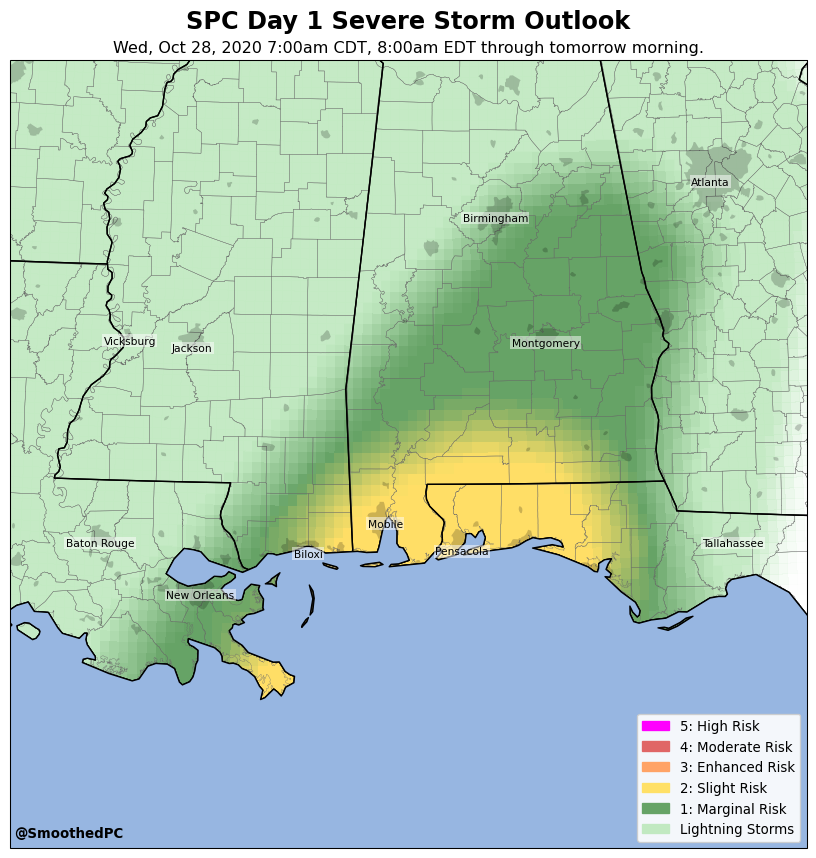 SPC Day 1 Severe Storm Outlook
Wed, Oct 28, 2020 7:00am CDT, 8:00am EDT through tomorrow morning.
Atlanta
Birmingham
Vicksburg
Jackson
Montgomery
Mobile
Baton Rouge
Biloxi
Pensacola
Tallahassee
New Orleans
5: High Risk
4: Moderate Risk
3: Enhanced Risk
2: Slight Risk
1: Marginal Risk
Lightning Storms
@SmoothedPC